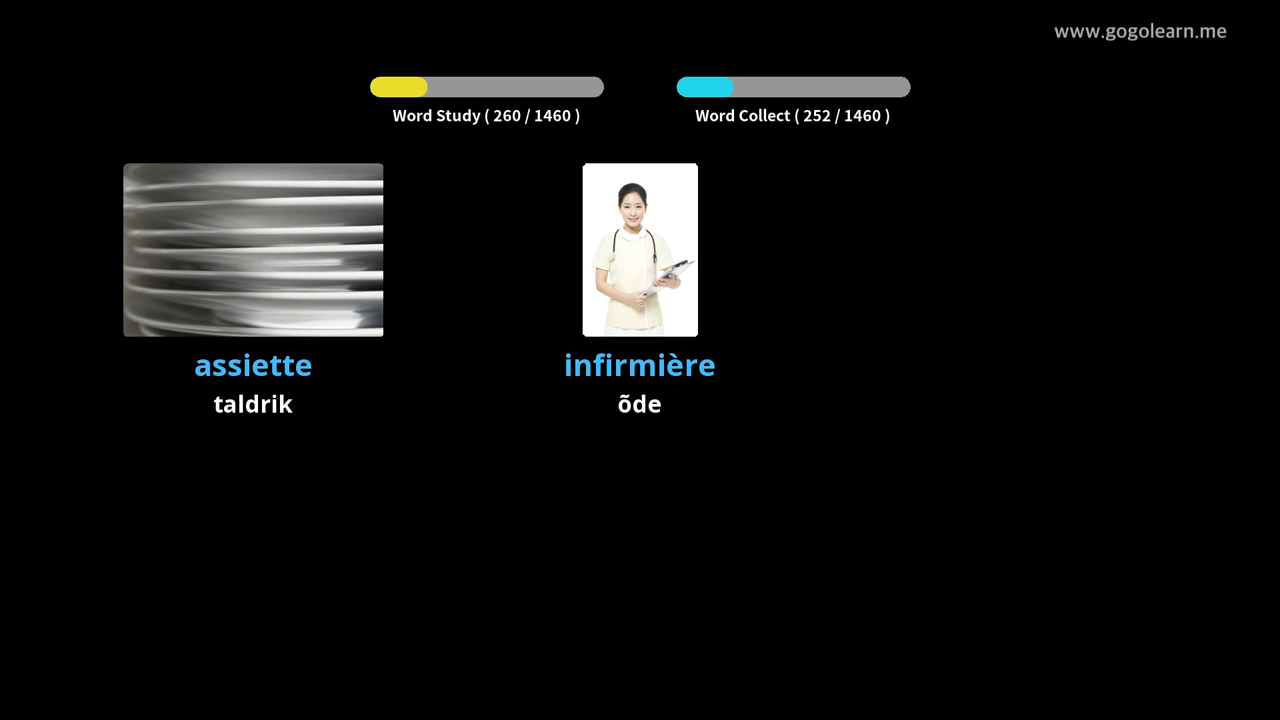 www.gogolearn.me
Word Study ( 260 / 1460 )
Word Collect ( 252 / 1460 )
assiette
taldrik
infirmière
õde